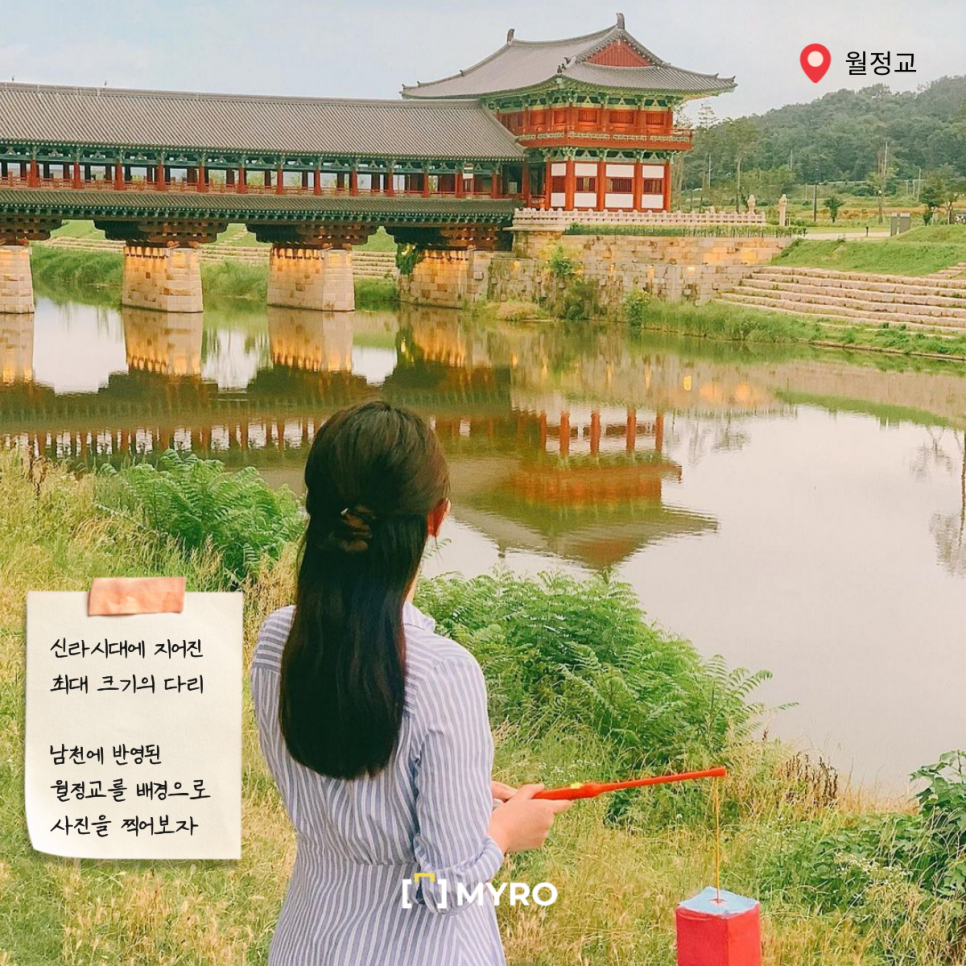 월정교
신라시대에 지어진
최대 크기의 다리
남천에 반영된
월정교를 배경으로
사진을 찍어보자
[ ] MYRO